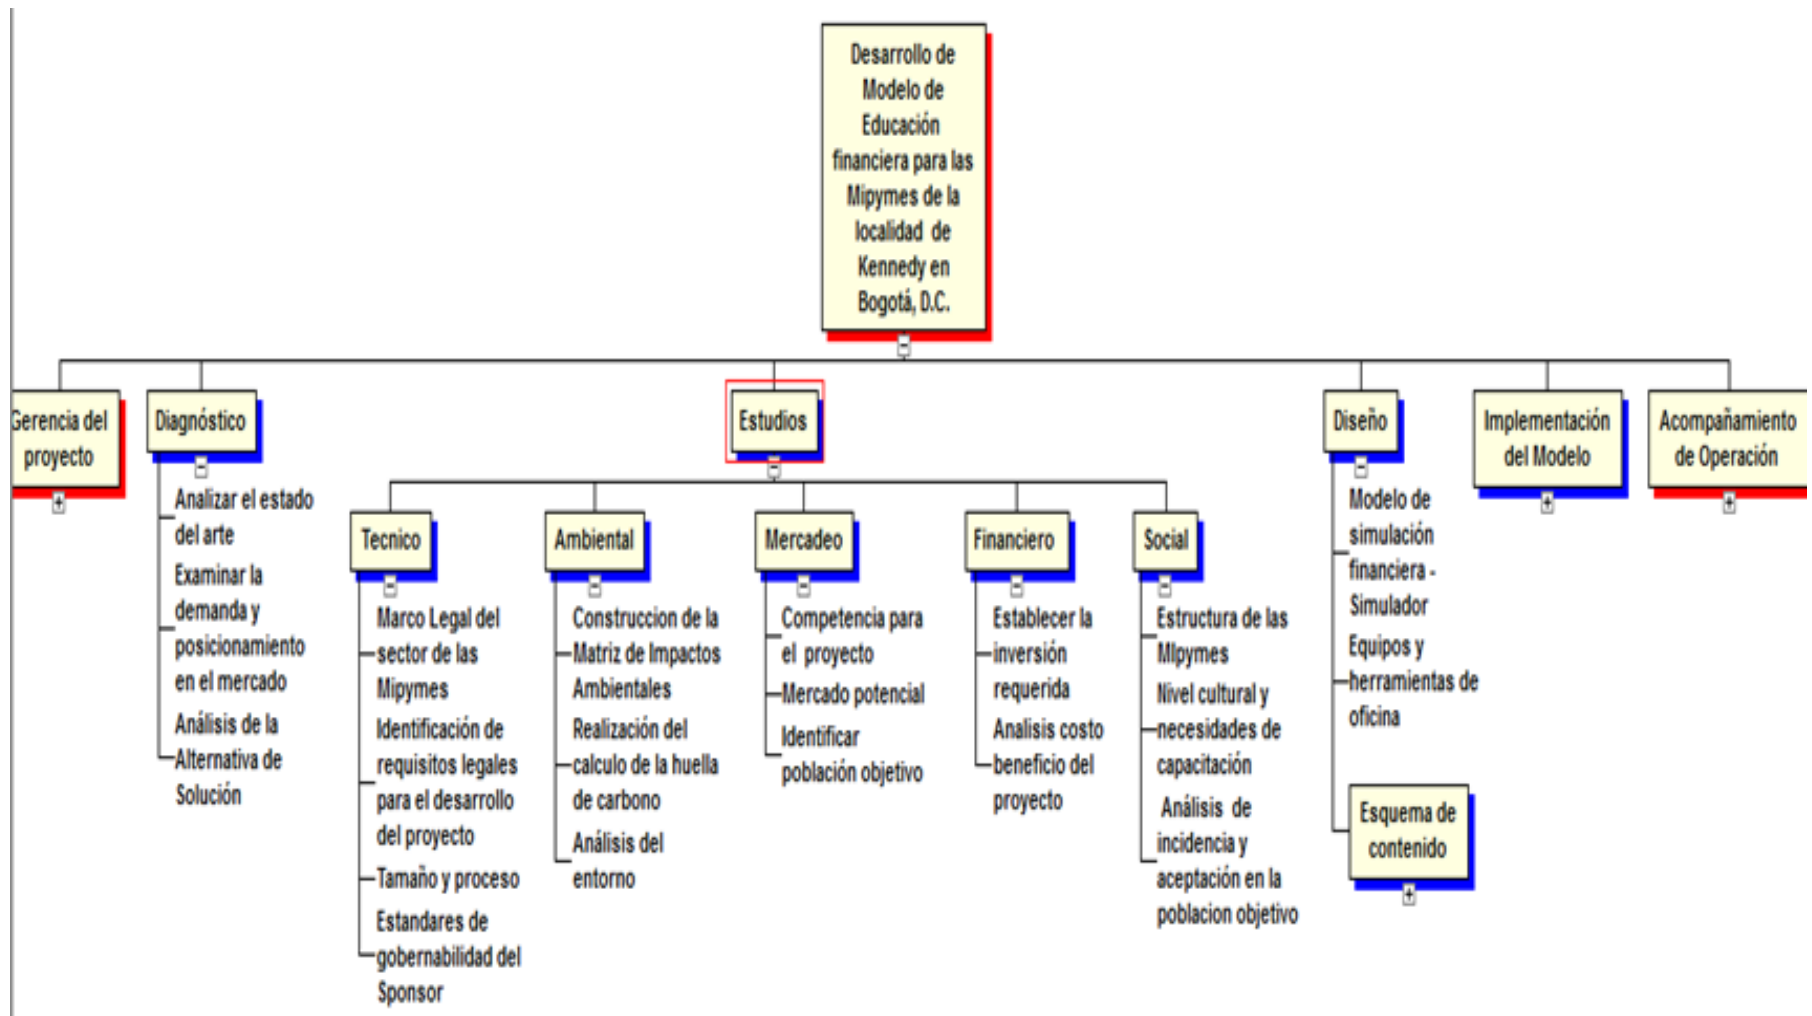 Desarrollo de
Modelo de
Educación
financiera para las
Mipymes de la
localidad de
Kennedy en
Bogotá, D.C.
Gerencia del
proyecto
Diagnóstico
Analizar el estado
del arte
Examinar la
demanda y
posicionamiento
en el mercado
Análisis de la
Alternativa de
Solución
Estudios
Tecnico
Marco Legal del
sector de las
Mipymes
Identificación de
requisitos legales
para el desarrollo
del proyecto
Tamaño y proceso
Estandares de
gobernabilidad del
Sponsor
Ambiental
Construccion de la
Matriz de Impactos
Ambientales
Realización del
calculo de la huella
de carbono
Análisis del
entorno
Mercadeo
Competencia para
el proyecto
Mercado potencial
Identificar
población objetivo
Financiero
Establecer la
inversión
requerida
Analisis costo
beneficio del
proyecto
Social
Estructura de las
MIpymes
Nivel cultural y
necesidades de
capacitación
Análisis de
incidencia y
aceptación en la
poblacion objetivo
Diseño
Modelo de
simulación
financiera -
Simulador
Equipos y
herramientas de
oficina
Esquema de
contenido
Implementación
del Modelo
Acompañamiento
de Operación